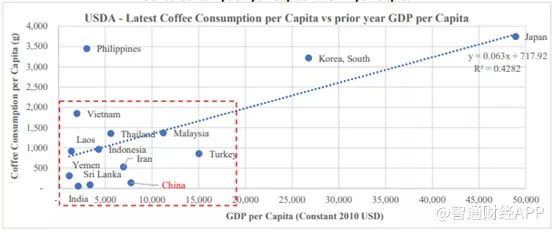 USDA - Latest Coffee Consumption per Capita vs prior year GDP per Capita
Coffee Consumption per Capita (g)
4,000
3,500
3,000
2,500
2,000
1,500
1,000
500
-
Philippines
Japan
Korea, South
y = 0.063x + 717.92
R² = 0.4282
Vietnam
Thailand
Malaysia
Laos
Indonesia
Iran
Turkey
Yemen
Sri Lanka
China
India
-
5,000
10,000
15,000
20,000
25,000
30,000
35,000
40,000
45,000
50,000
GDP per Capita (Constant 2010 USD)
@智通财经APP